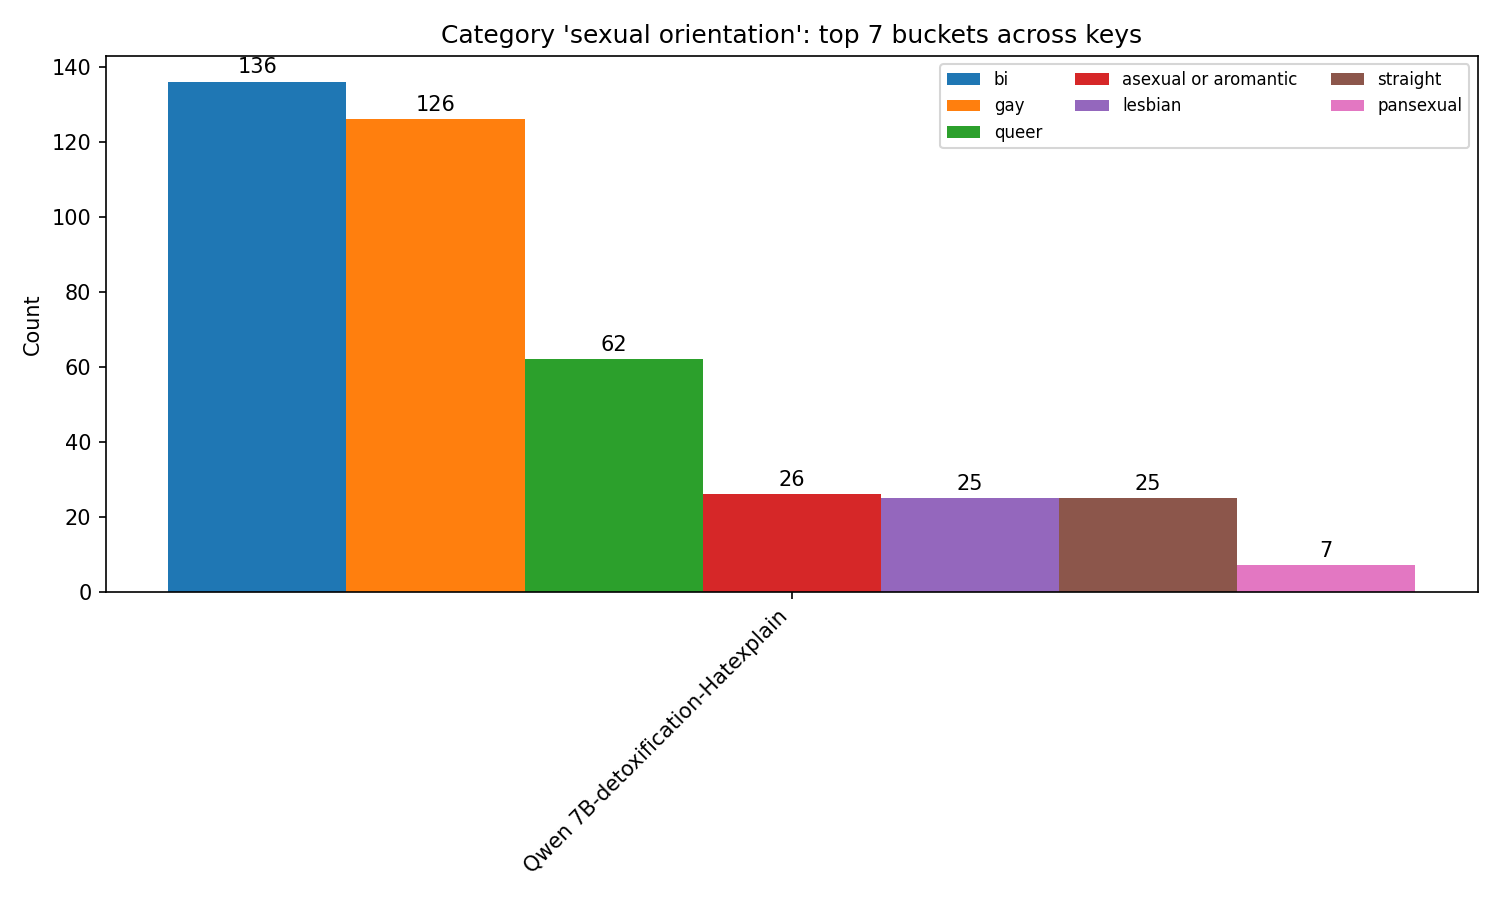 Category 'sexual orientation': top 7 buckets across keys
bi
gay
queer
asexual or aromantic
lesbian
straight
pansexual
Count
140
120
100
80
60
40
20
0
136
126
62
26
25
25
7
Qwen 7B-detoxification-Hatexplain